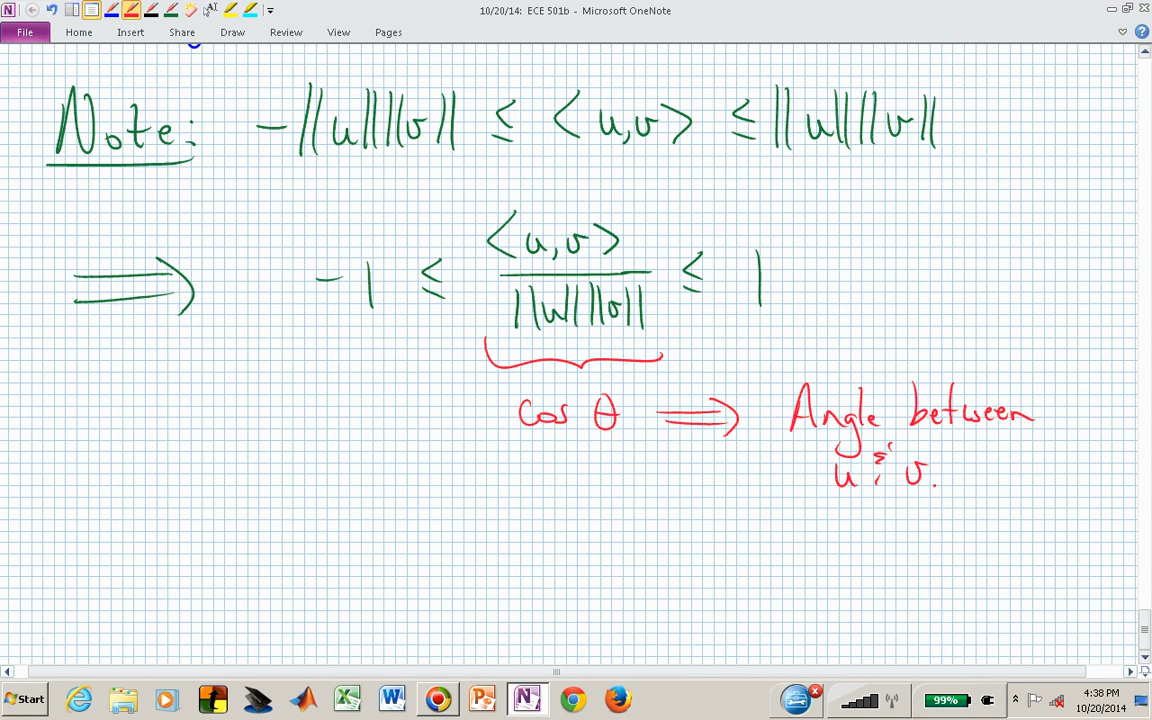 10/20/14: ECE 501b - Microsoft OneNote
File Home Insert Share Draw Review View Pages
Note: -||u|| ||v|| ≤ <u,v> ≤ ||u|| ||v||
⟹ -1 ≤ <u,v> / ||u|| ||v|| ≤ 1
cos θ ⟹ Angle between
u & v.
Start
99%
4:38 PM
10/20/2014